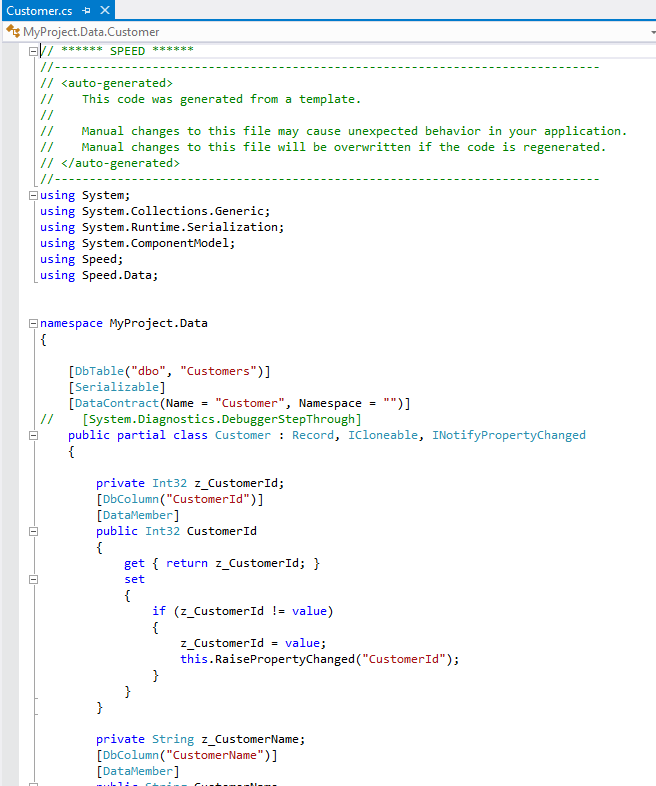 Customer.cs
MyProject.Data.Customer
// ****** SPEED ******
//------------------------------------------------------------------------------
// <auto-generated>
//    This code was generated from a template.
//
//    Manual changes to this file may cause unexpected behavior in your application.
//    Manual changes to this file will be overwritten if the code is regenerated.
// </auto-generated>
//------------------------------------------------------------------------------
using System;
using System.Collections.Generic;
using System.Runtime.Serialization;
using System.ComponentModel;
using Speed;
using Speed.Data;
namespace MyProject.Data
{
    [DbTable("dbo", "Customers")]
    [Serializable]
    [DataContract(Name = "Customer", Namespace = "")]
//    [System.Diagnostics.DebuggerStepThrough]
    public partial class Customer : Record, ICloneable, INotifyPropertyChanged
    {
        private Int32 z_CustomerId;
        [DbColumn("CustomerId")]
        [DataMember]
        public Int32 CustomerId
        {
            get { return z_CustomerId; }
            set
            {
                if (z_CustomerId != value)
                {
                    z_CustomerId = value;
                    this.RaisePropertyChanged("CustomerId");
                }
            }
        }
        private String z_CustomerName;
        [DbColumn("CustomerName")]
        [DataMember]
        public String CustomerName